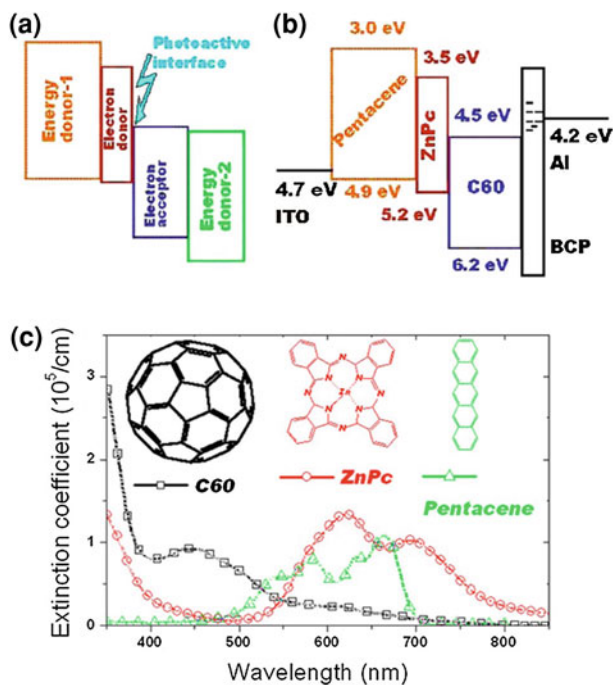 (a)
Photoactive
interface
Energy
donor-1
Electron
donor
Electron
acceptor
Energy
donor-2
(b)
3.0 eV
3.5 eV
4.5 eV
4.2 eV
Pentacene
ZnPc
C60
Al
4.7 eV
ITO
4.9 eV
5.2 eV
6.2 eV
BCP
(c)
Extinction coefficient (10⁵/cm)
3
2
1
0
Zn
N
N
N
N
N
N
N
N
C60
ZnPc
Pentacene
400
500
600
700
800
Wavelength (nm)